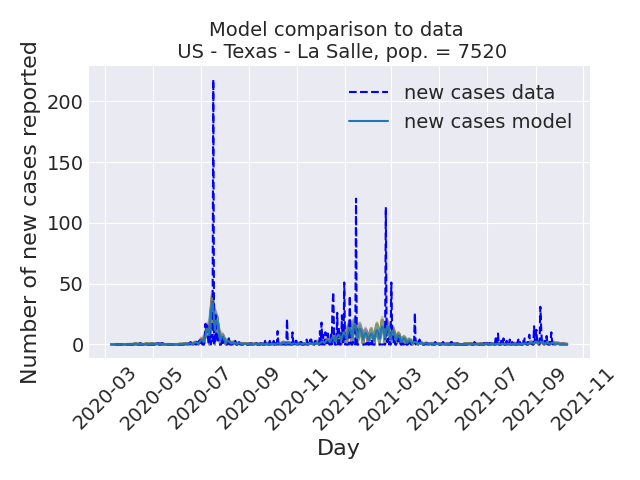 Model comparison to data
US - Texas - La Salle, pop. = 7520
Number of new cases reported
200
150
100
50
0
new cases data
new cases model
2020-03
2020-05
2020-07
2020-09
2020-11
2021-01
2021-03
2021-05
2021-07
2021-09
2021-11
Day